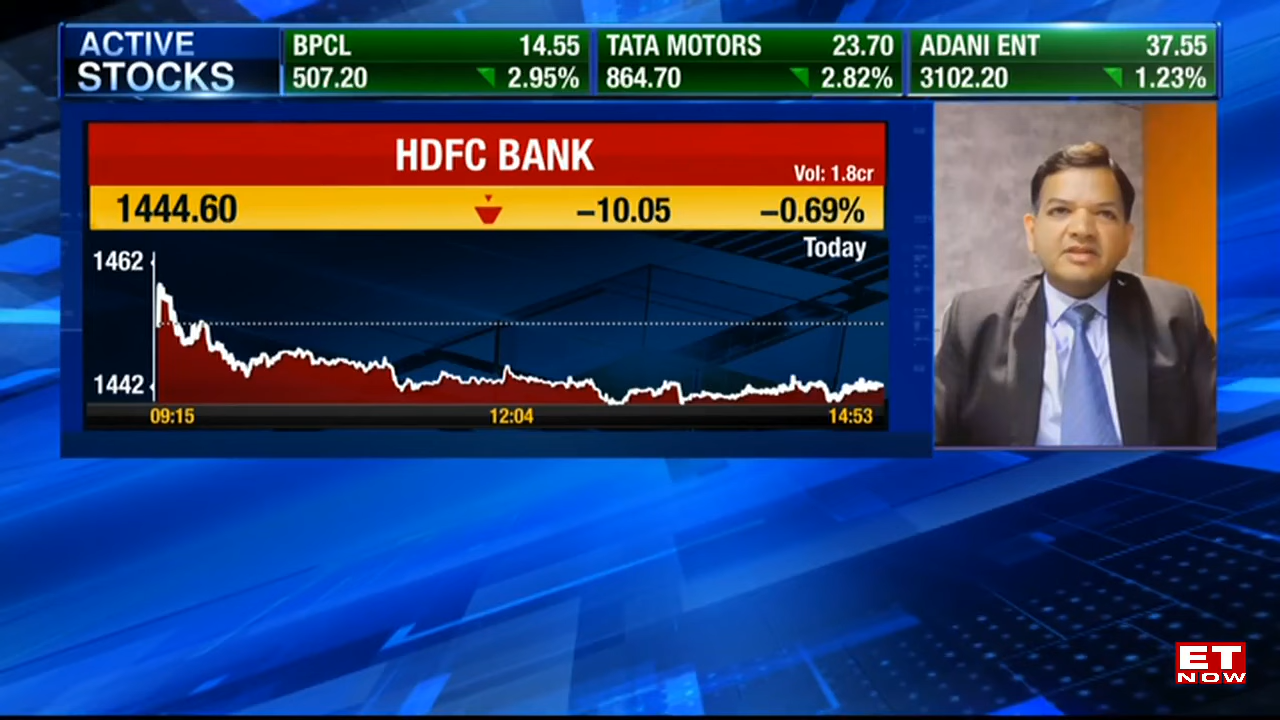 ACTIVE
STOCKS
BPCL 14.55
507.20 2.95%
TATA MOTORS 23.70
864.70 2.82%
ADANI ENT 37.55
3102.20 1.23%
HDFC BANK
Vol: 1.8cr
1444.60 −10.05 −0.69%
Today
1462
1442
09:15 12:04 14:53
ET
NOW